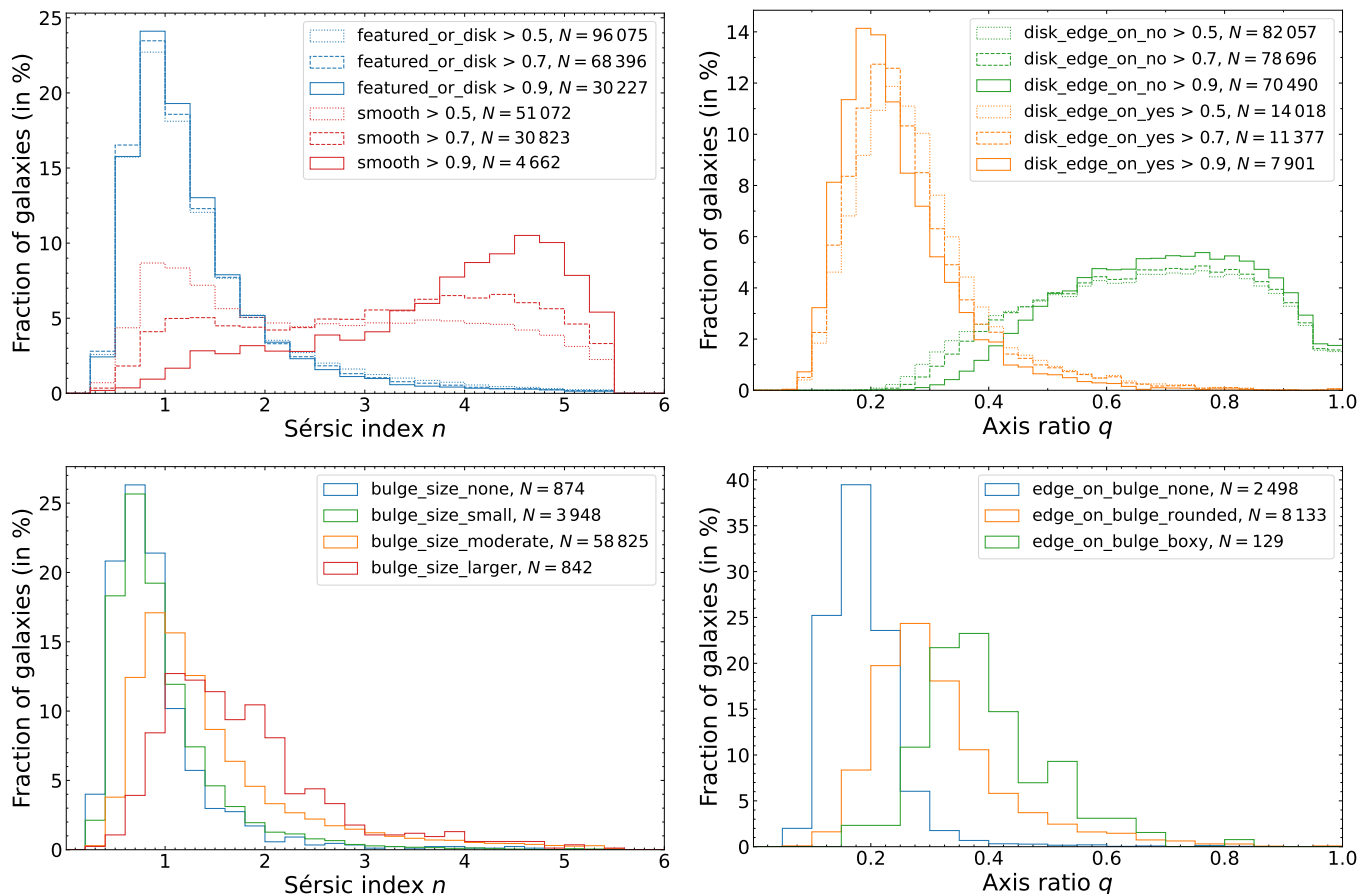 featured_or_disk > 0.5, N = 96 075
featured_or_disk > 0.7, N = 68 396
featured_or_disk > 0.9, N = 30 227
smooth > 0.5, N = 51 072
smooth > 0.7, N = 30 823
smooth > 0.9, N = 4 662
Fraction of galaxies (in %)
25
20
15
10
5
0
1 2 3 4 5 6
Sérsic index n
disk_edge_on_no > 0.5, N = 82 057
disk_edge_on_no > 0.7, N = 78 696
disk_edge_on_no > 0.9, N = 70 490
disk_edge_on_yes > 0.5, N = 14 018
disk_edge_on_yes > 0.7, N = 11 377
disk_edge_on_yes > 0.9, N = 7 901
Fraction of galaxies (in %)
14
12
10
8
6
4
2
0
0.2 0.4 0.6 0.8 1.0
Axis ratio q
bulge_size_none, N = 874
bulge_size_small, N = 3 948
bulge_size_moderate, N = 58 825
bulge_size_larger, N = 842
Fraction of galaxies (in %)
25
20
15
10
5
0
1 2 3 4 5 6
Sérsic index n
edge_on_bulge_none, N = 2 498
edge_on_bulge_rounded, N = 8 133
edge_on_bulge_boxy, N = 129
Fraction of galaxies (in %)
40
35
30
25
20
15
10
5
0
0.2 0.4 0.6 0.8 1.0
Axis ratio q